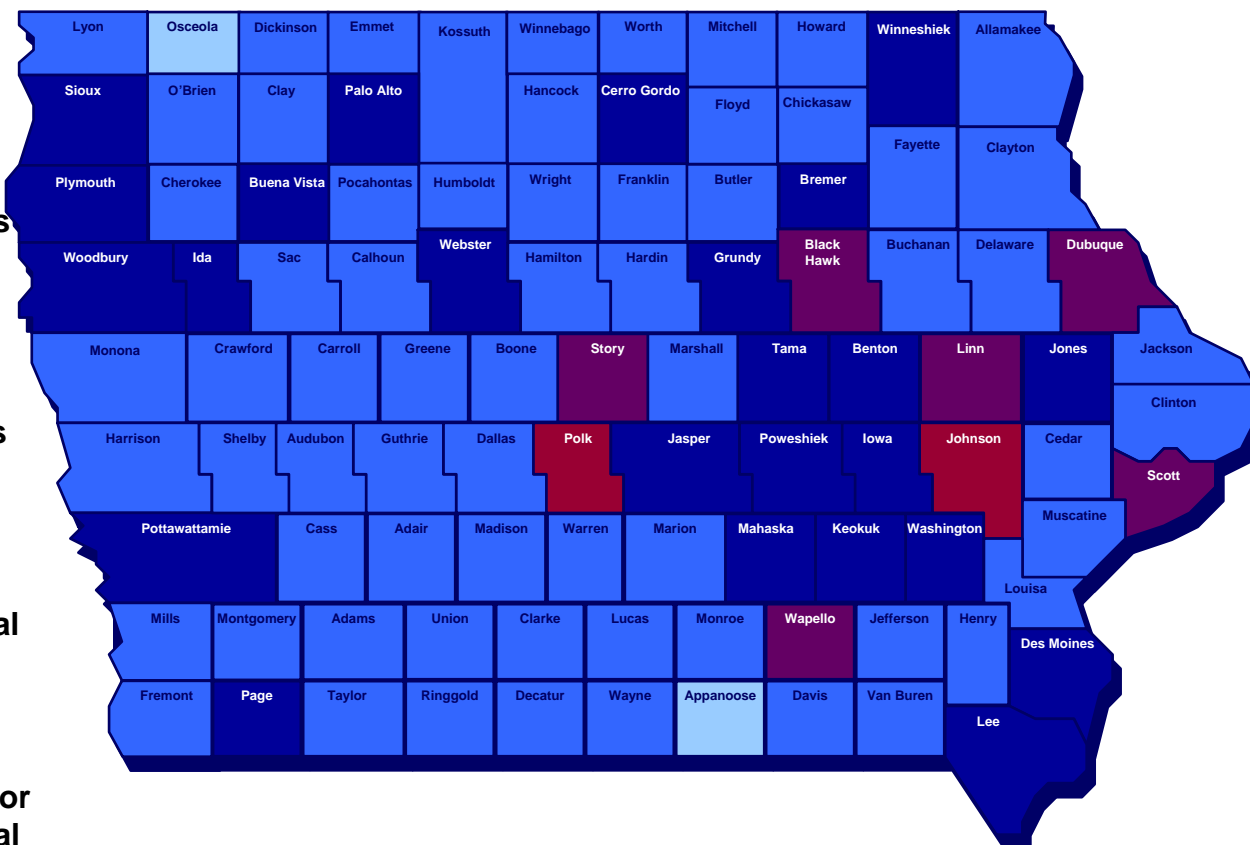 Lyon Osceola Dickinson Emmet Kossuth Winnebago Worth Mitchell Howard Winneshiek Allamakee
Sioux O'Brien Clay Palo Alto Hancock Cerro Gordo Floyd Chickasaw
Fayette Clayton
Plymouth Cherokee Buena Vista Pocahontas Humboldt Wright Franklin Butler Bremer
s
Woodbury Ida Sac Calhoun Webster Hamilton Hardin Grundy Black
Hawk Buchanan Delaware Dubuque
Monona Crawford Carroll Greene Boone Story Marshall Tama Benton Linn Jones Jackson
Clinton
s
Harrison Shelby Audubon Guthrie Dallas Polk Jasper Poweshiek Iowa Johnson Cedar
Scott
Pottawattamie Cass Adair Madison Warren Marion Mahaska Keokuk Washington Muscatine
Louisa
al
Mills Montgomery Adams Union Clarke Lucas Monroe Wapello Jefferson Henry
Des Moines
Fremont Page Taylor Ringgold Decatur Wayne Appanoose Davis Van Buren
Lee
or
al